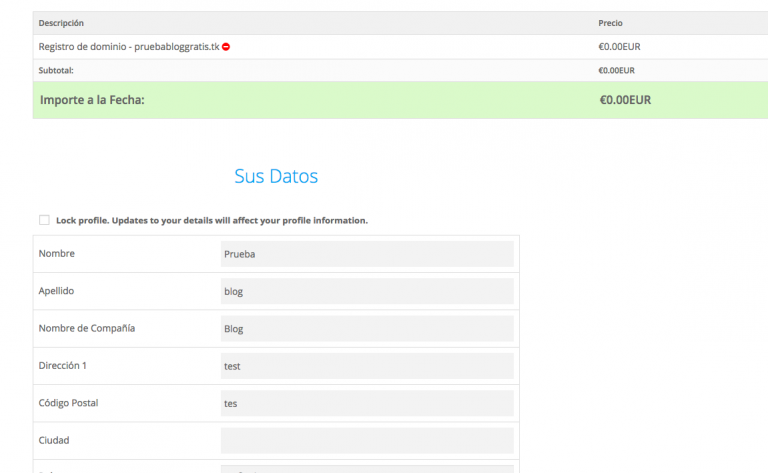 Descripción Precio
Registro de dominio - pruebabloggratis.tk €0.00EUR
Subtotal: €0.00EUR
Importe a la Fecha: €0.00EUR
Sus Datos
Lock profile. Updates to your details will affect your profile information.
Nombre Prueba
Apellido blog
Nombre de Compañía Blog
Dirección 1 test
Código Postal tes
Ciudad